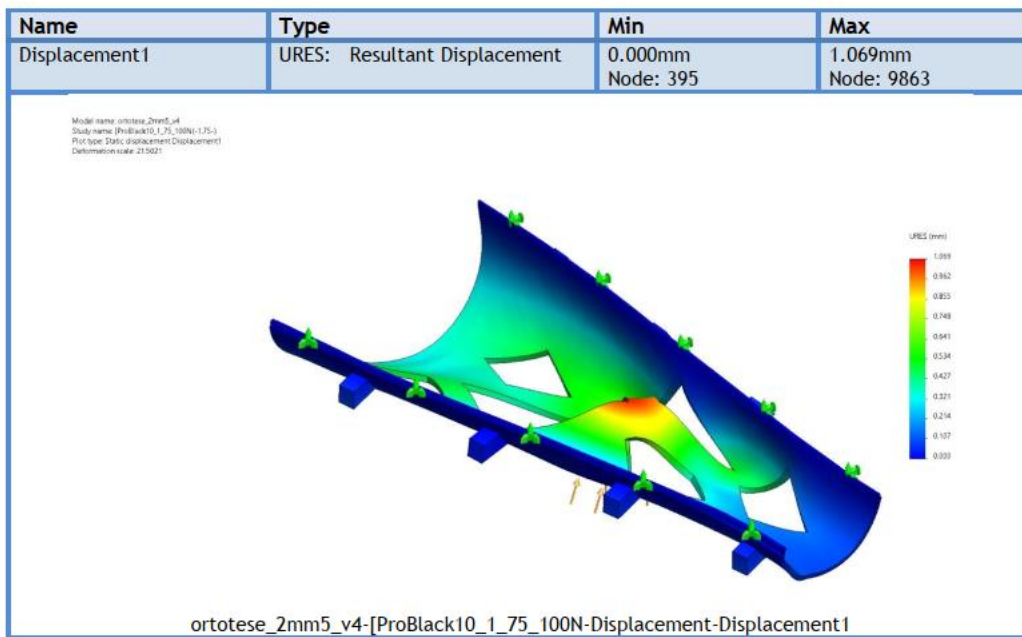 Name Type Min Max
Displacement1 URES: Resultant Displacement 0.000mm 1.069mm
Node: 395 Node: 9863
Model name: ortotese_2mm5_v4
Study name: [ProBlack10_1_75_100N(-1.75-)
Plot type: Static displacement Displacement1
Deformation scale: 21.5021
URES (mm)
1.069
0.962
0.855
0.748
0.641
0.534
0.427
0.321
0.214
0.107
0.000
ortotese_2mm5_v4-[ProBlack10_1_75_100N-Displacement-Displacement1